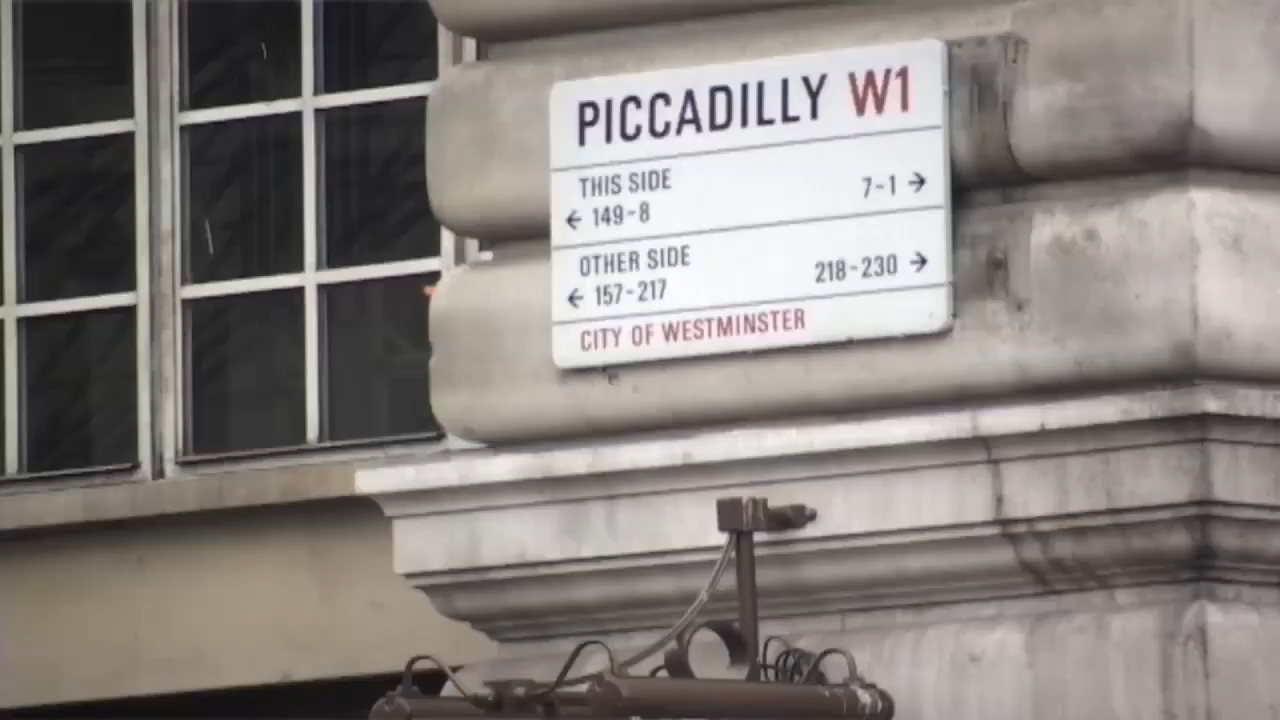 PICCADILLY W1
THIS SIDE
← 149-8 7-1 →
OTHER SIDE
← 157-217 218-230 →
CITY OF WESTMINSTER